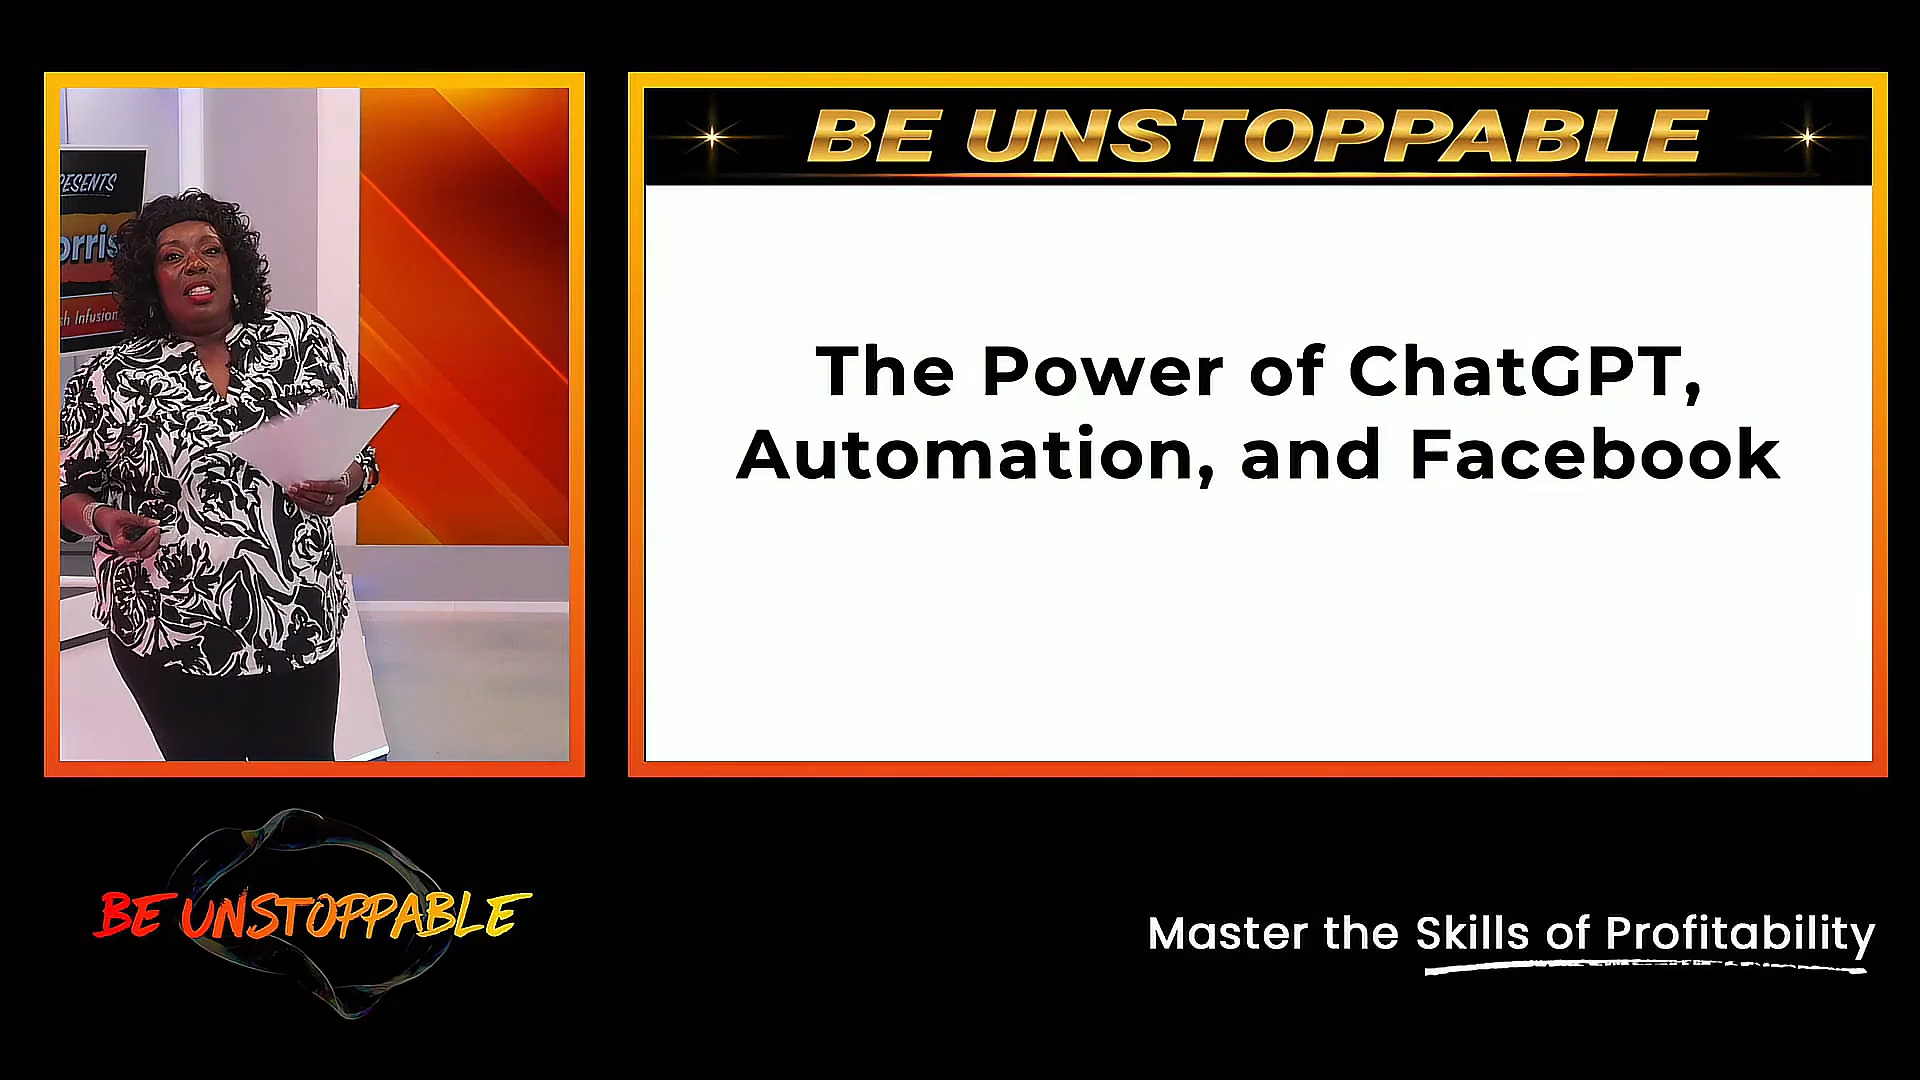 BE UNSTOPPABLE
The Power of ChatGPT,
Automation, and Facebook
BE UNSTOPPABLE
Master the Skills of Profitability